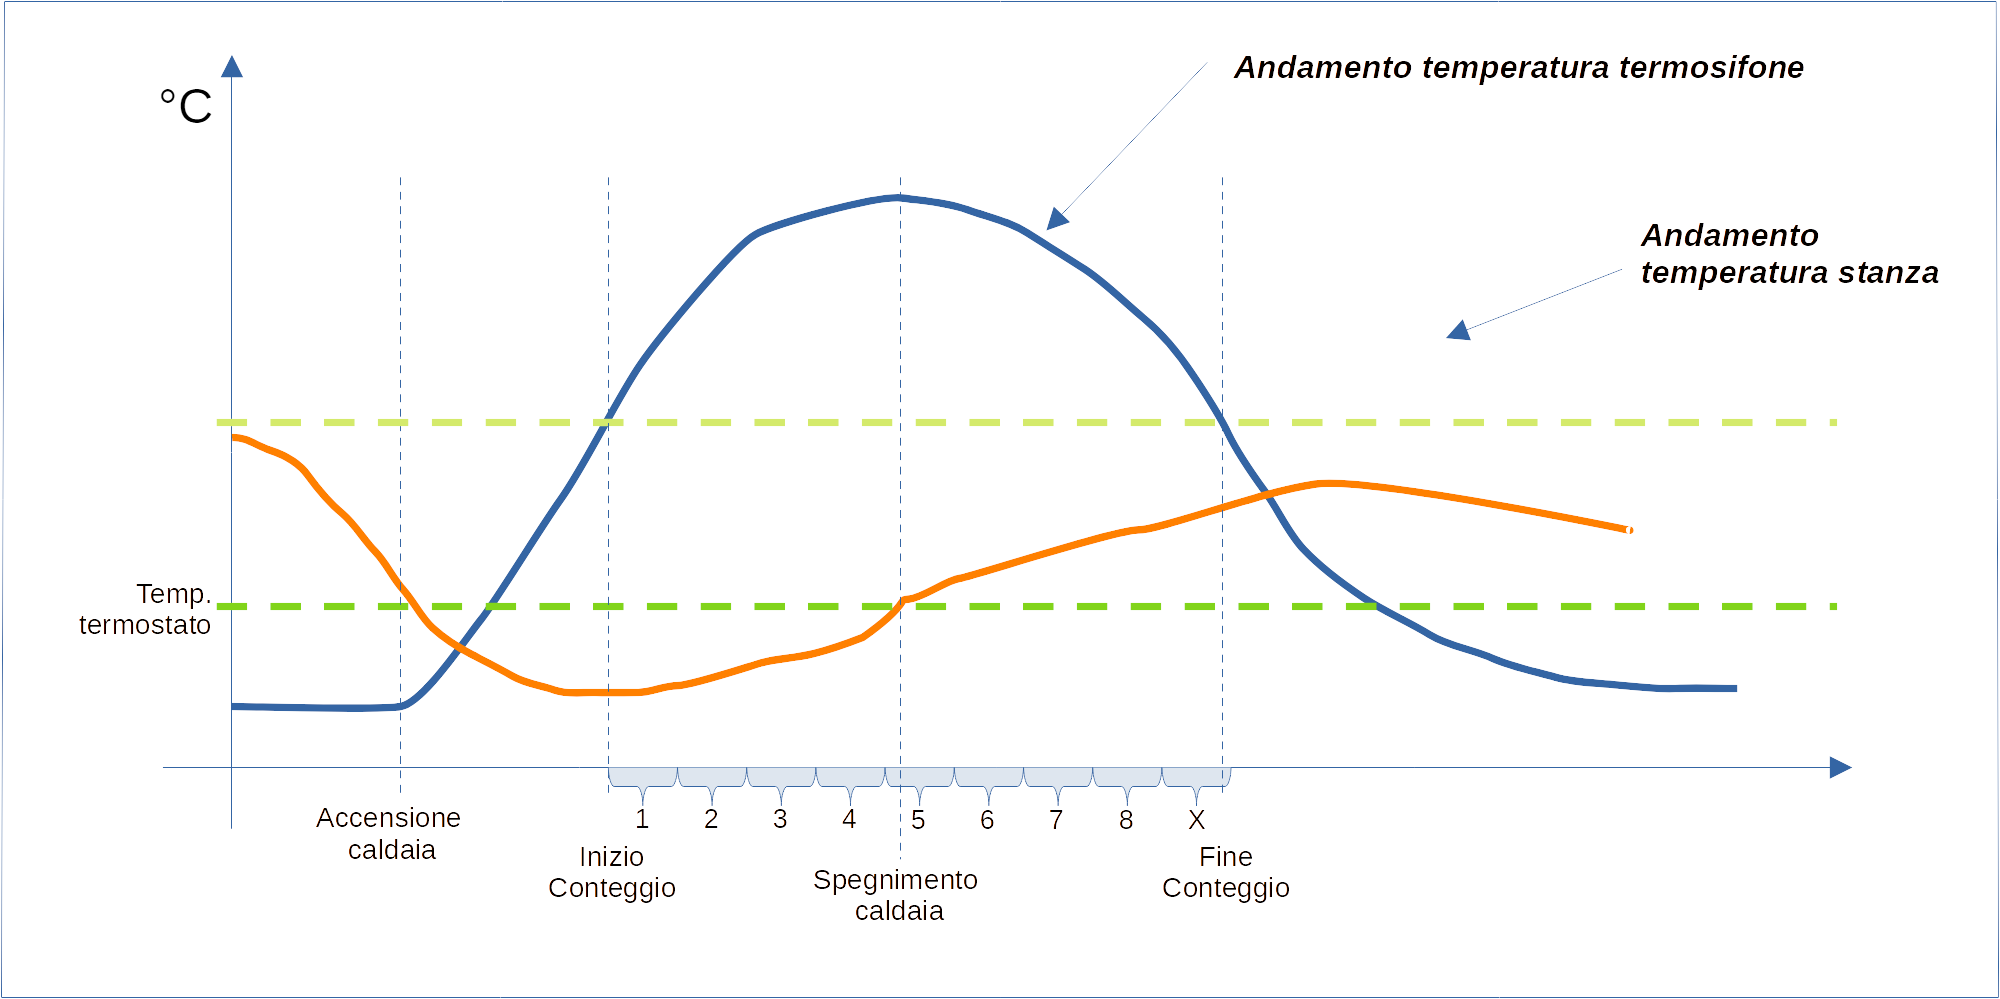 Andamento temperatura termosifone
°C
Andamento
temperatura stanza
Temp.
termostato
1 2 3 4 5 6 7 8 X
Accensione
caldaia
Inizio
Conteggio
Spegnimento
caldaia
Fine
Conteggio